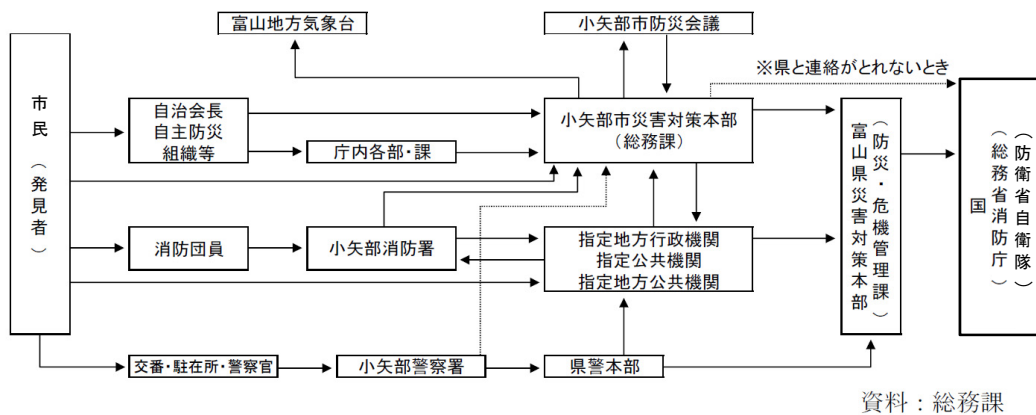 富山地方気象台
小矢部市防災会議
※県と連絡がとれないとき
市民（発見者）
自治会長
自主防災
組織等
庁内各部・課
小矢部市災害対策本部
（総務課）
消防団員
小矢部消防署
指定地方行政機関
指定公共機関
指定地方公共機関
（防災・危機管理課）
富山県災害対策本部
（防衛省自衛隊）
（総務省消防庁）
国
交番・駐在所・警察官
小矢部警察署
県警本部
資料：総務課